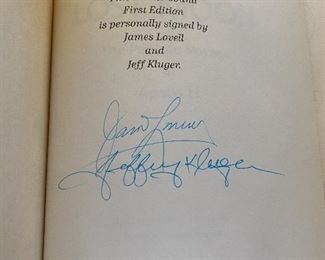 First Edition
is personally signed by
James Lovell
and
Jeff Kluger.
Jeffrey Kluger